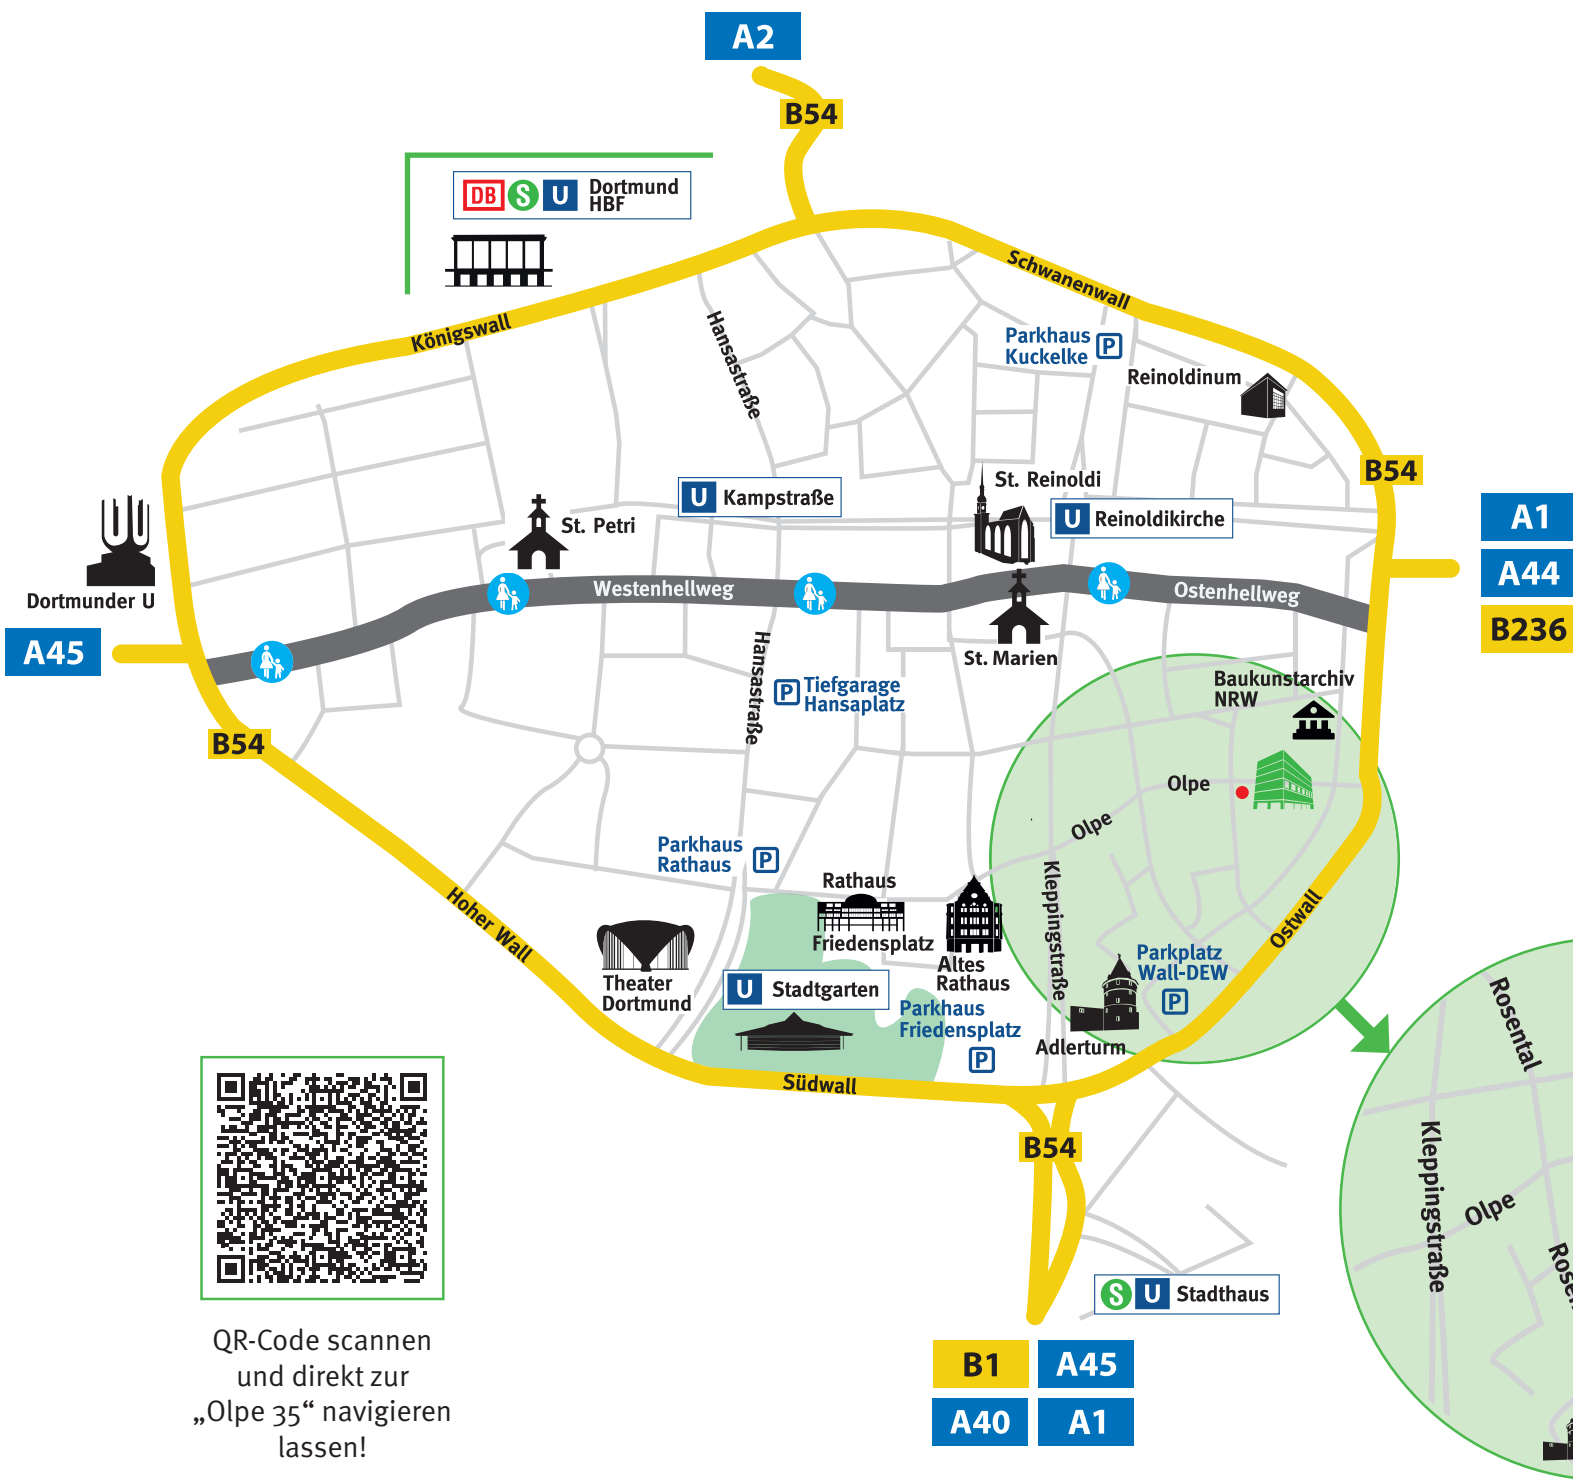 A2
B54
DB S U Dortmund
HBF
Schwanenwall
Königswall
Hansastraße
Parkhaus
Kuckelke P
Reinoldinum
B54
St. Reinoldi
U Kampstraße
U Reinoldikirche
St. Petri
A1
A44
B236
Dortmunder U
Westenhellweg
Ostenhellweg
A45
St. Marien
Hansastraße
P Tiefgarage
Hansaplatz
Baukunstarchiv
NRW
B54
Olpe
Olpe
Parkhaus
Rathaus P
Rathaus
Friedensplatz
Kleppingstraße
Hoher Wall
Ostwall
Altes
Rathaus
Parkplatz
Wall-DEW
P
Theater
Dortmund
U Stadtgarten
Parkhaus
Friedensplatz
P
Adlerturm
Südwall
Rosental
B54
Kleppingstraße
Olpe
Rosen
S U Stadthaus
B1 A45
A40 A1
QR-Code scannen
und direkt zur
„Olpe 35“ navigieren
lassen!